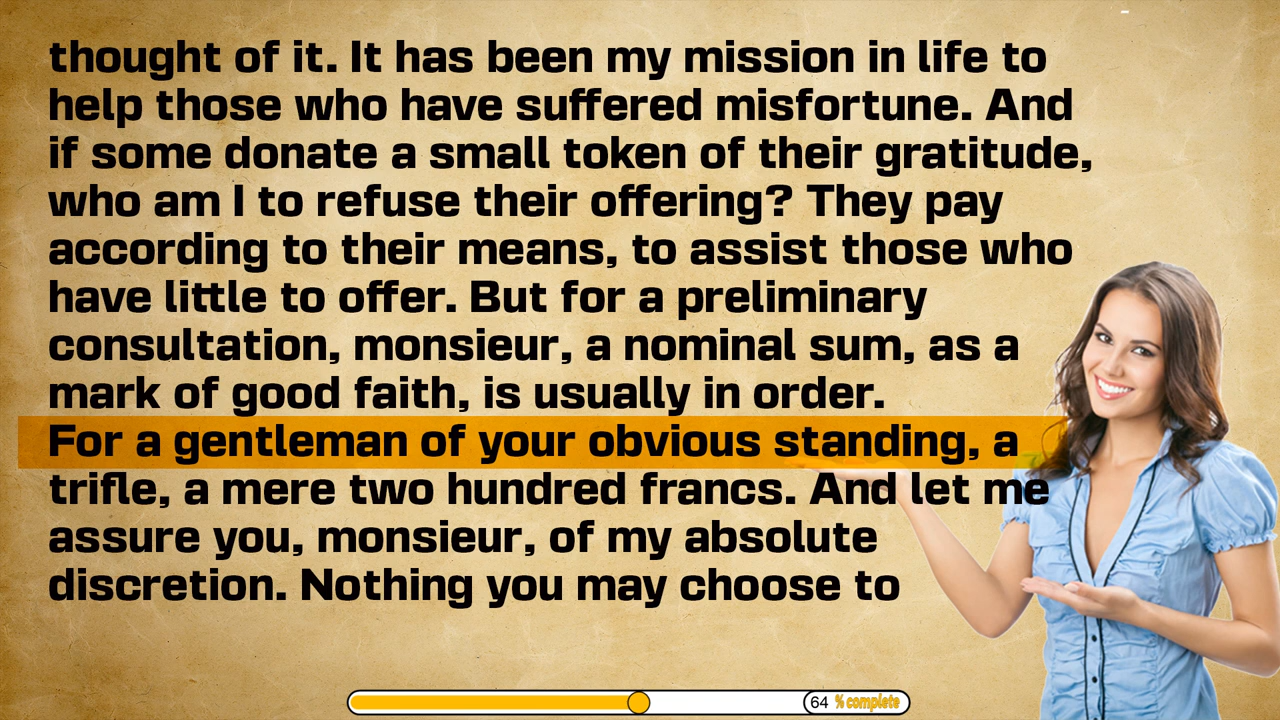 thought of it. It has been my mission in life to
help those who have suffered misfortune. And
if some donate a small token of their gratitude,
who am I to refuse their offering? They pay
according to their means, to assist those who
have little to offer. But for a preliminary
consultation, monsieur, a nominal sum, as a
mark of good faith, is usually in order.
For a gentleman of your obvious standing, a
trifle, a mere two hundred francs. And let me
assure you, monsieur, of my absolute
discretion. Nothing you may choose to
64 % complete